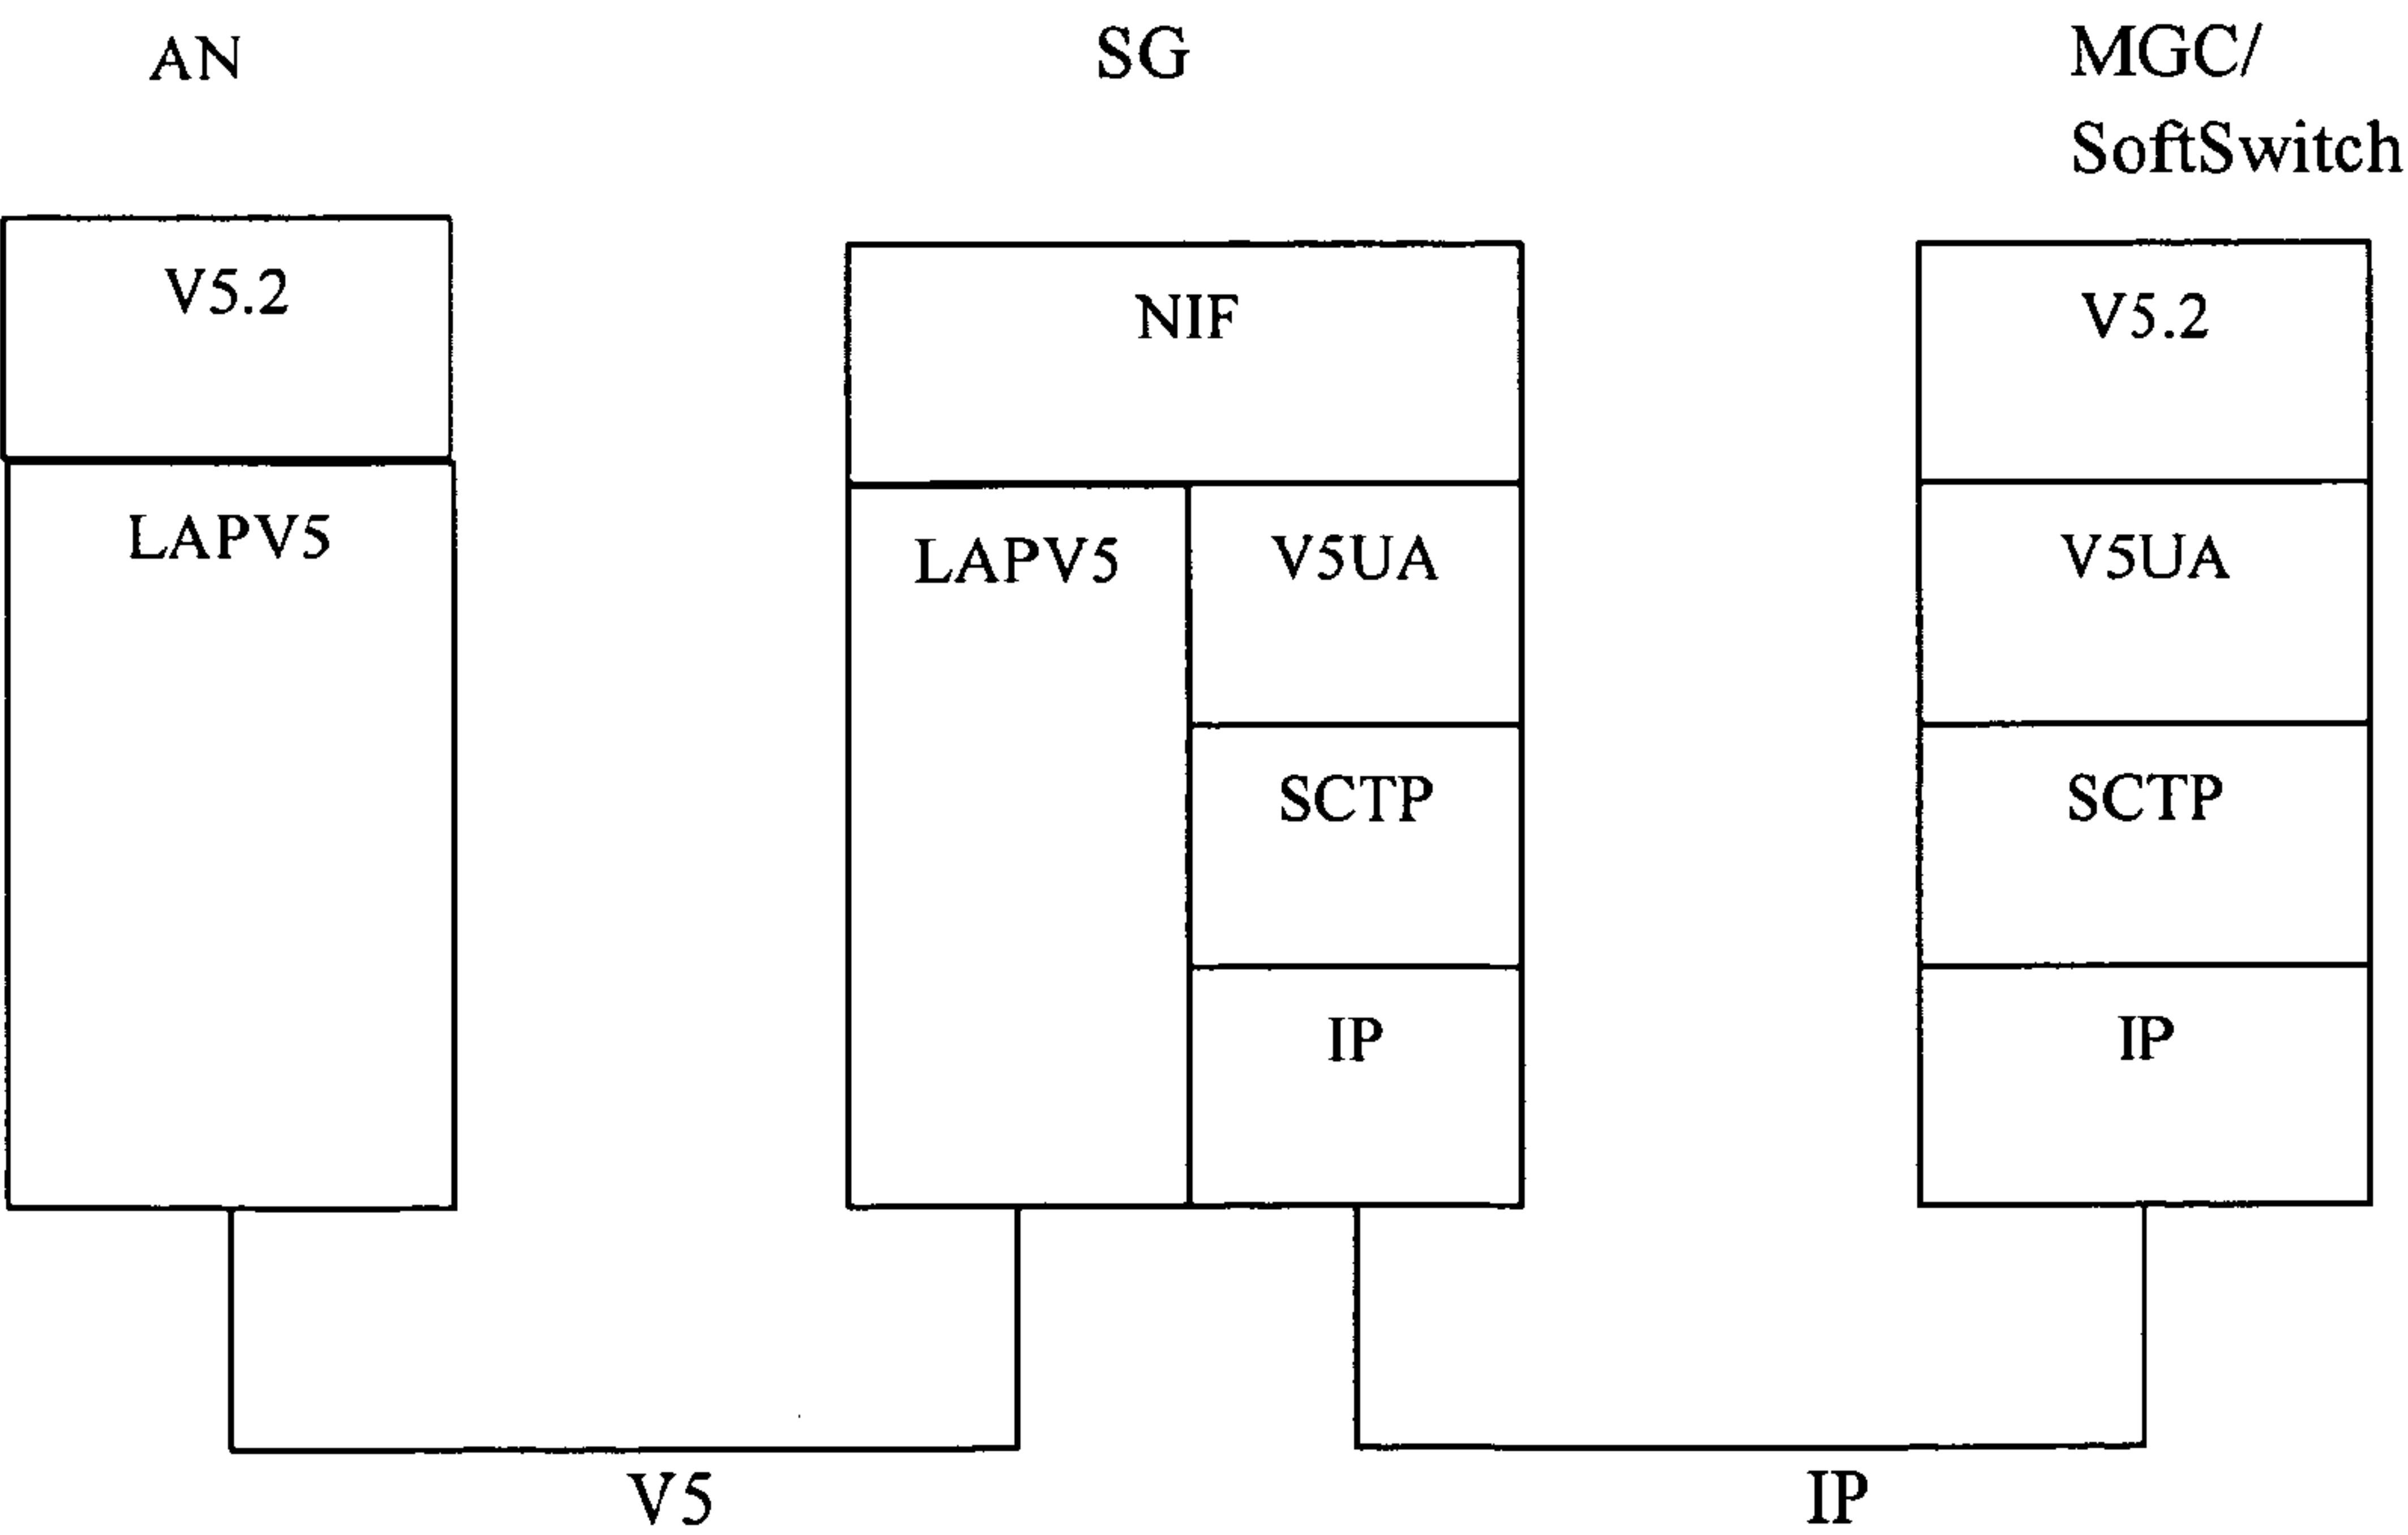 AN
SG
MGC/
SoftSwitch
V5.2
NIF
V5.2
LAPV5
LAPV5
V5UA
V5UA
SCTP
SCTP
IP
IP
V5
IP